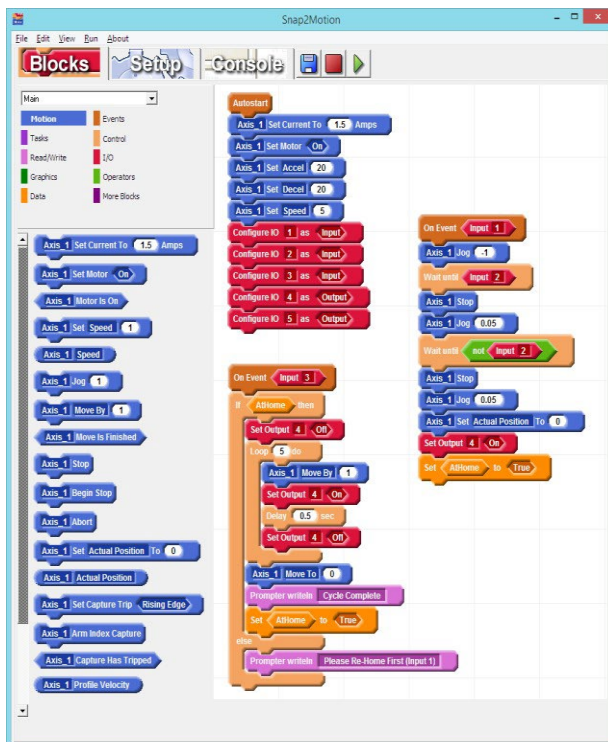 Snap2Motion
File Edit View Run About
Blocks Setup Console
Main
Motion Events
Tasks Control
Read/Write I/O
Graphics Operators
Data More Blocks
Axis_1 Set Current To 1.5 Amps
Axis_1 Set Motor On
Axis_1 Motor Is On
Axis_1 Set Speed 1
Axis_1 Speed
Axis_1 Jog 1
Axis_1 Move By 1
Axis_1 Move Is Finished
Axis_1 Stop
Axis_1 Begin Stop
Axis_1 Abort
Axis_1 Set Actual Position To 0
Axis_1 Actual Position
Axis_1 Set Capture Trip Rising Edge
Axis_1 Arm Index Capture
Axis_1 Capture Has Tripped
Axis_1 Profile Velocity
Autostart
Axis_1 Set Current To 1.5 Amps
Axis_1 Set Motor On
Axis_1 Set Accel 20
Axis_1 Set Decel 20
Axis_1 Set Speed 5
Configure IO 1 as Input
Configure IO 2 as Input
Configure IO 3 as Input
Configure IO 4 as Output
Configure IO 5 as Output
On Event Input 3
If AtHome then
Set Output 4 Off
Loop 5 do
Axis_1 Move By 1
Set Output 4 On
Delay 0.5 sec
Set Output 4 Off
Axis_1 Move To 0
Prompter writeln Cycle Complete
Set AtHome to True
else
Prompter writeln Please Re-Home First (Input 1)
On Event Input 1
Axis_1 Jog -1
Wait until Input 2
Axis_1 Stop
Axis_1 Jog 0.05
Wait until not Input 2
Axis_1 Stop
Axis_1 Jog 0.05
Axis_1 Set Actual Position To 0
Set Output 4 On
Set AtHome to True